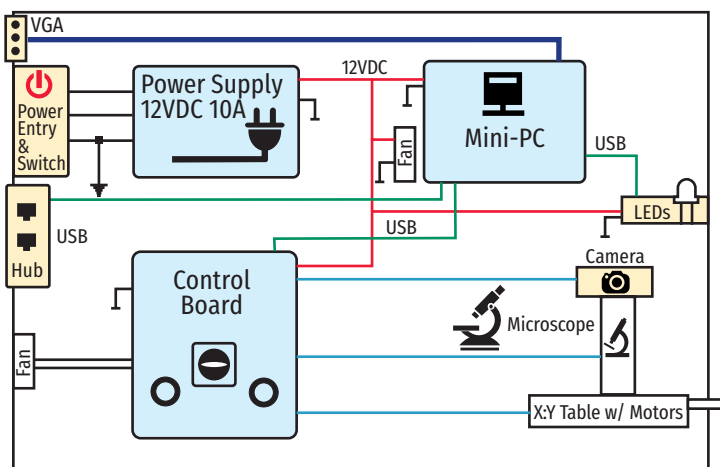 VGA
12VDC
Power Supply
12VDC 10A
Power
Entry
&
Switch
Mini-PC
Fan
USB
LEDs
USB
USB
Hub
Camera
Control
Board
Microscope
Fan
X:Y Table w/ Motors